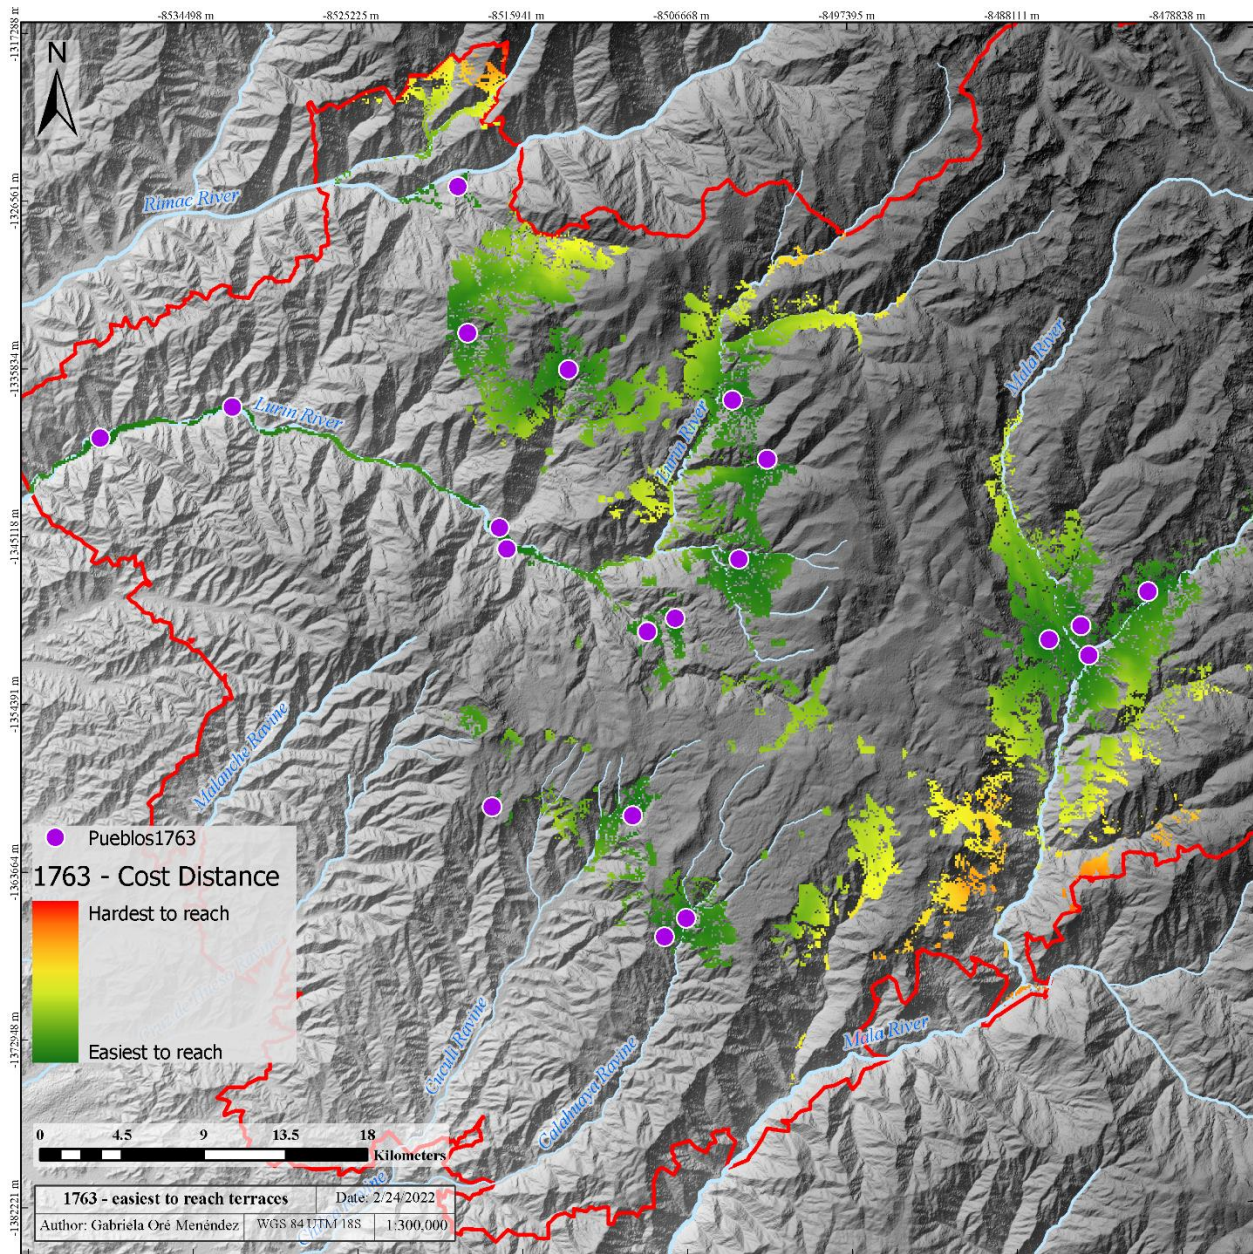 -8534498 m
-8525225 m
-8515941 m
-8506668 m
-8497395 m
-8488111 m
-8478838 m
-1317288 m
-1326561 m
-1335834 m
-1345118 m
-1354391 m
-1363664 m
-1372948 m
-1382221 m
N
Rimac River
Lurin River
Lurin River
Mala River
Malanche Ravine
Cuculí Ravine
Calahuaya Ravine
Mala River
Pueblos1763
1763 - Cost Distance
Hardest to reach
Easiest to reach
0 4.5 9 13.5 18
Kilometers
1763 - easiest to reach terraces
Date: 2/24/2022
Author: Gabriela Oré Menéndez
WGS 84 UTM 18S
1:300,000